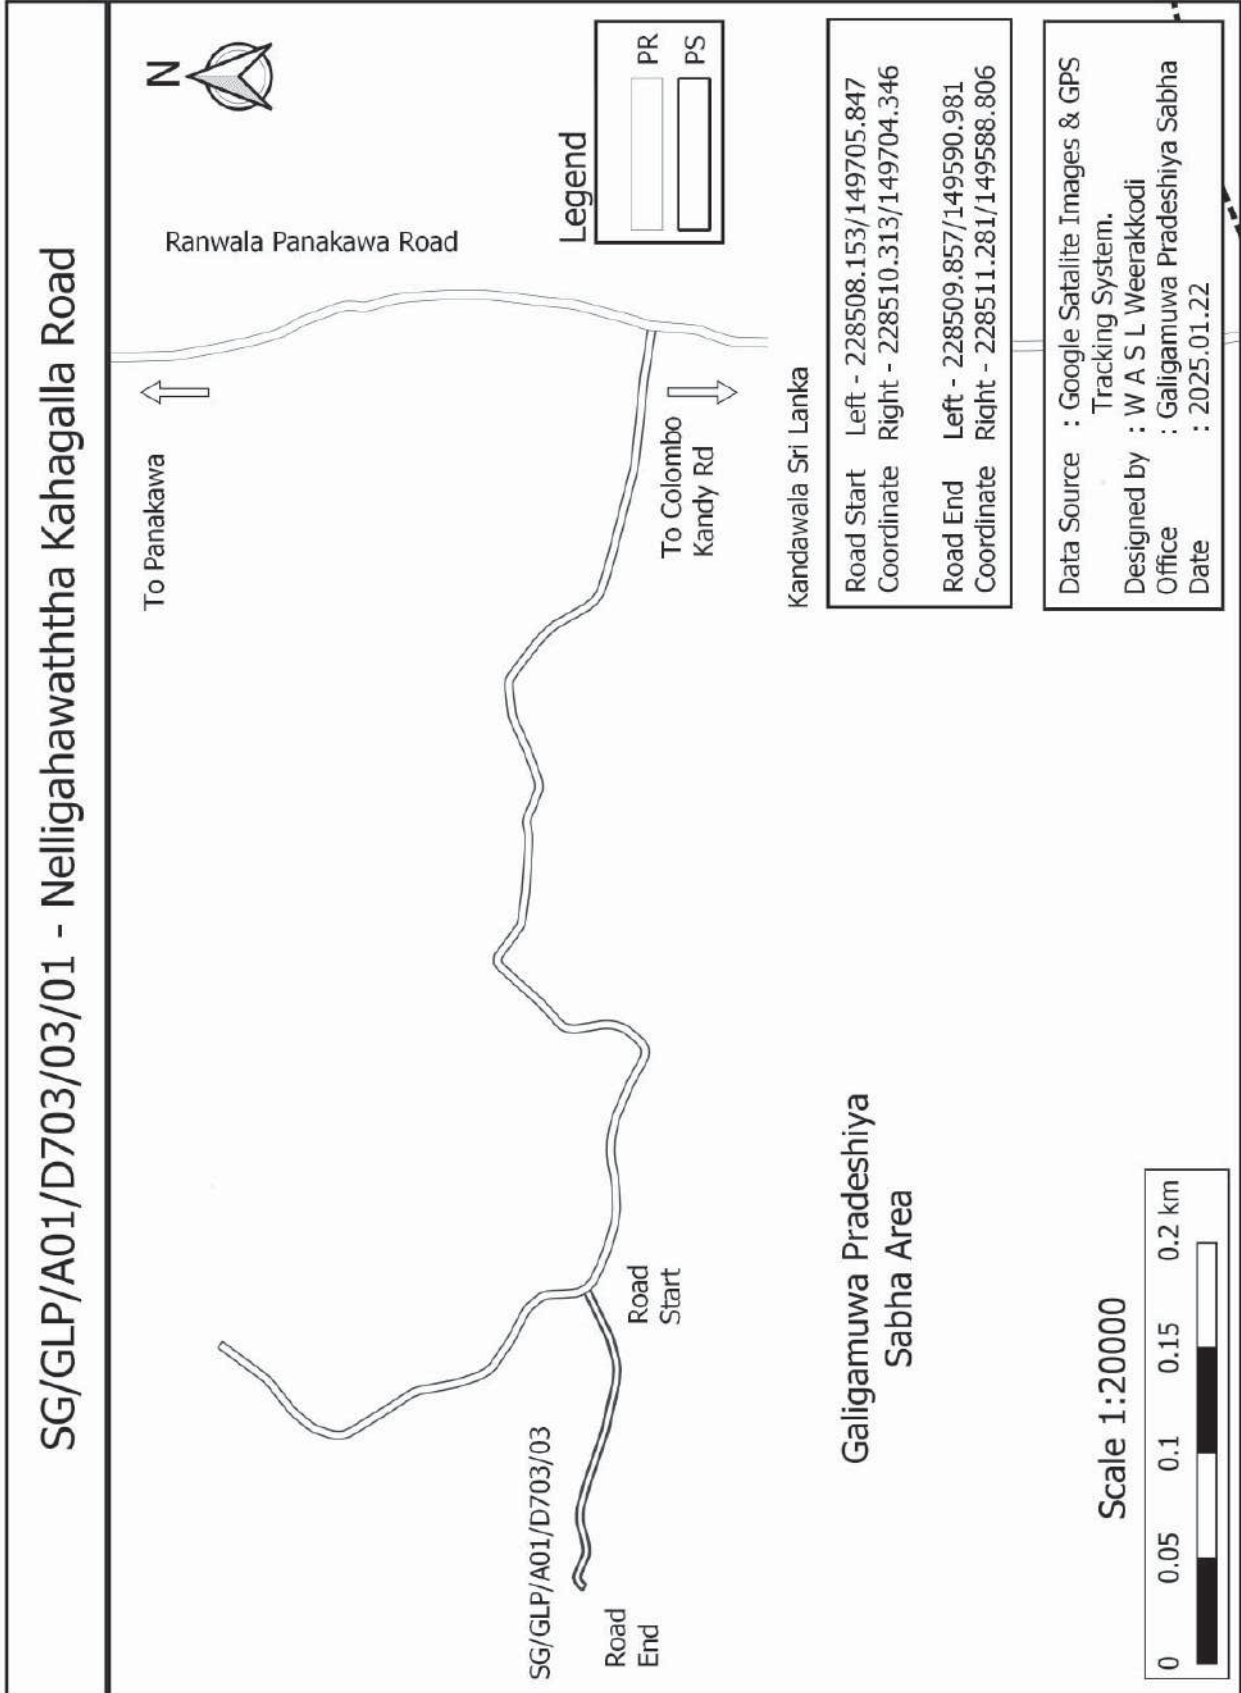 SG/GLP/A01/D703/03/01 - Nelligahawaththa Kahagalla Road
N
To Panakawa
Ranwala Panakawa Road
Legend
PR
PS
To Colombo
Kandy Rd
Kandawala Sri Lanka
SG/GLP/A01/D703/03
Road
End
Road
Start
Galigamuwa Pradeshiya
Sabha Area
Road Start Left - 228508.153/149705.847
Coordinate Right - 228510.313/149704.346
Road End Left - 228509.857/149590.981
Coordinate Right - 228511.281/149588.806
Data Source : Google Satalite Images & GPS
Tracking System.
Designed by : W A S L Weerakkodi
Office : Galigamuwa Pradeshiya Sabha
Date : 2025.01.22
Scale 1:20000
0 0.05 0.1 0.15 0.2 km